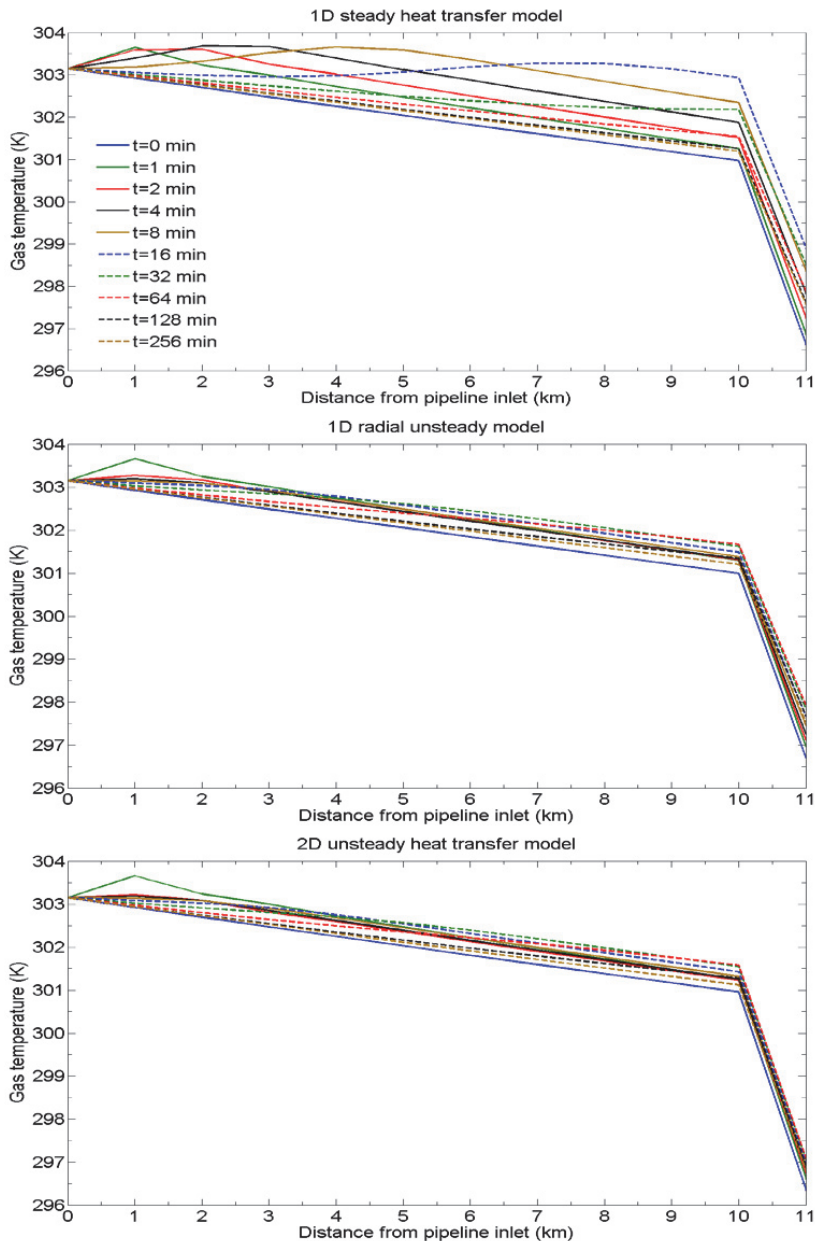 1D steady heat transfer model
304
303
302
301
300
299
298
297
296
Gas temperature (K)
t=0 min
t=1 min
t=2 min
t=4 min
t=8 min
t=16 min
t=32 min
t=64 min
t=128 min
t=256 min
0 1 2 3 4 5 6 7 8 9 10 11
Distance from pipeline inlet (km)
1D radial unsteady model
304
303
302
301
300
299
298
297
296
Gas temperature (K)
0 1 2 3 4 5 6 7 8 9 10 11
Distance from pipeline inlet (km)
2D unsteady heat transfer model
304
303
302
301
300
299
298
297
296
Gas temperature (K)
0 1 2 3 4 5 6 7 8 9 10 11
Distance from pipeline inlet (km)